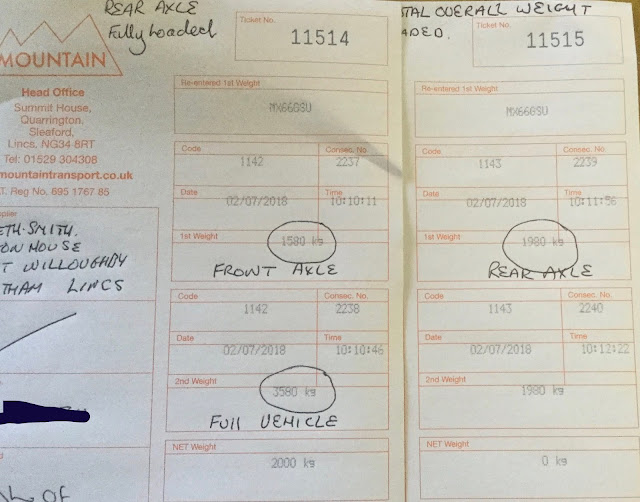 REAR AXLE
Fully Loaded
MOUNTAIN
Head Office
Summit House,
Quarrington,
Sleaford,
Lincs, NG34 8RT
Tel: 01529 304308
mountaintransport.co.uk
T. Reg No. 695 1767 85
plier
ETH. SMITH.
ON HOUSE
T WILLOUGHBY
THAM LINCS
Ticket No.
11514
Re-entered 1st Weight
MX66GSU
Code
1142
Consec. No.
2237
Date
02/07/2018
Time
10:10:11
1st Weight
1580 kg
FRONT AXLE
Code
1142
Consec. No.
2238
Date
02/07/2018
Time
10:10:46
2nd Weight
3580 kg
Full VEHICLE
NET Weight
2000 kg
TAL OVERALL WEIGHT
ADED.
Ticket No.
11515
Re-entered 1st Weight
MX66GSU
Code
1143
Consec. No.
2239
Date
02/07/2018
Time
10:11:56
1st Weight
1980 kg
REAR AXLE
Code
1143
Consec. No.
2240
Date
02/07/2018
Time
10:12:22
2nd Weight
1980 kg
NET Weight
0 kg